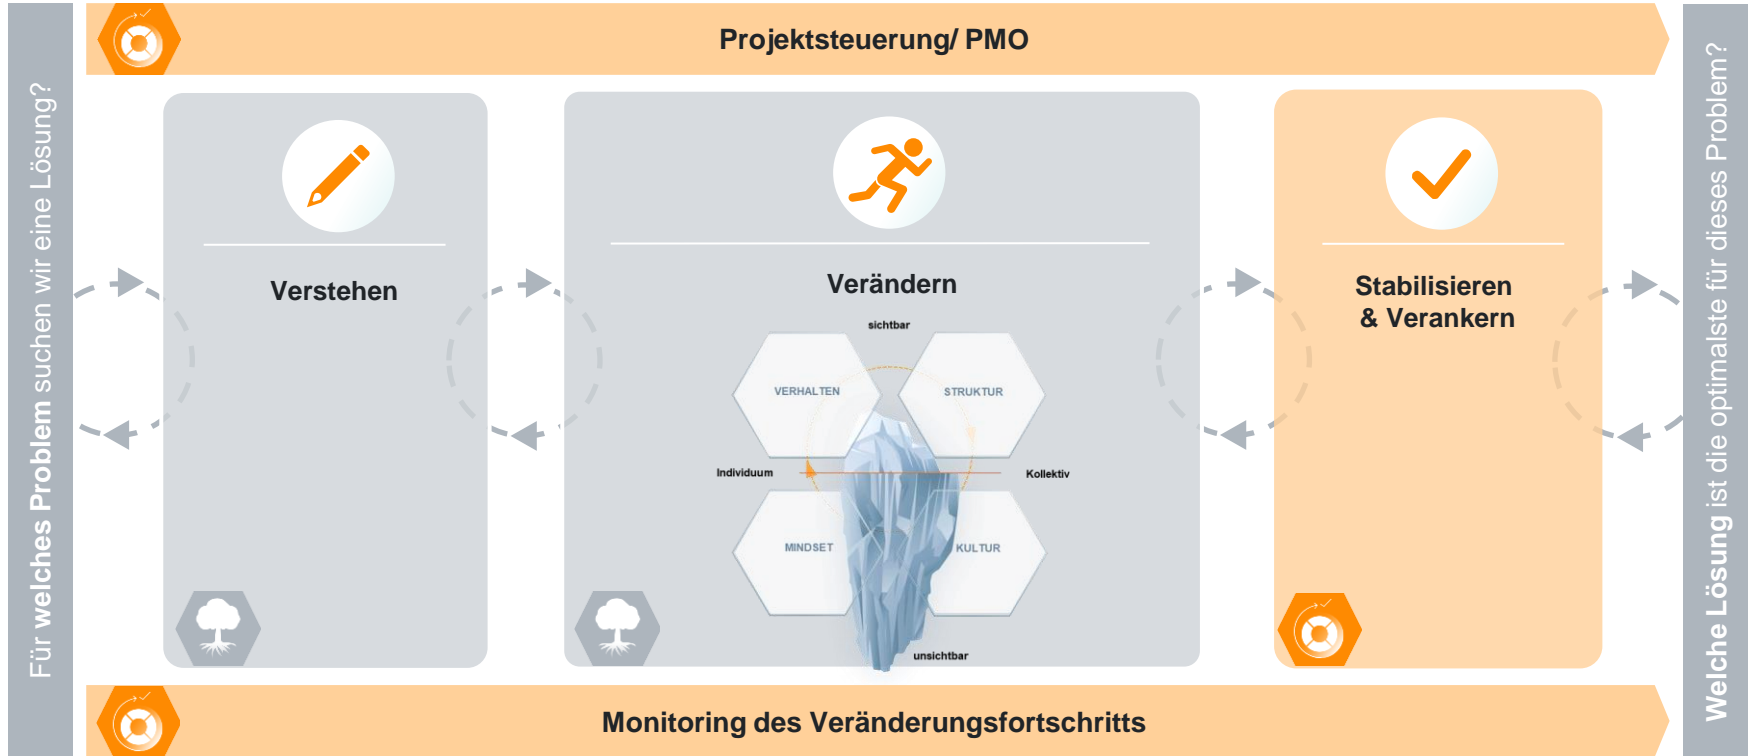 Projektsteuerung/ PMO
Für welches Problem suchen wir eine Lösung?
Verstehen
Verändern
sichtbar
VERHALTEN
STRUKTUR
Individuum
Kollektiv
MINDSET
KULTUR
unsichtbar
Stabilisieren
& Verankern
Welche Lösung ist die optimalste für dieses Problem?
Monitoring des Veränderungsfortschritts